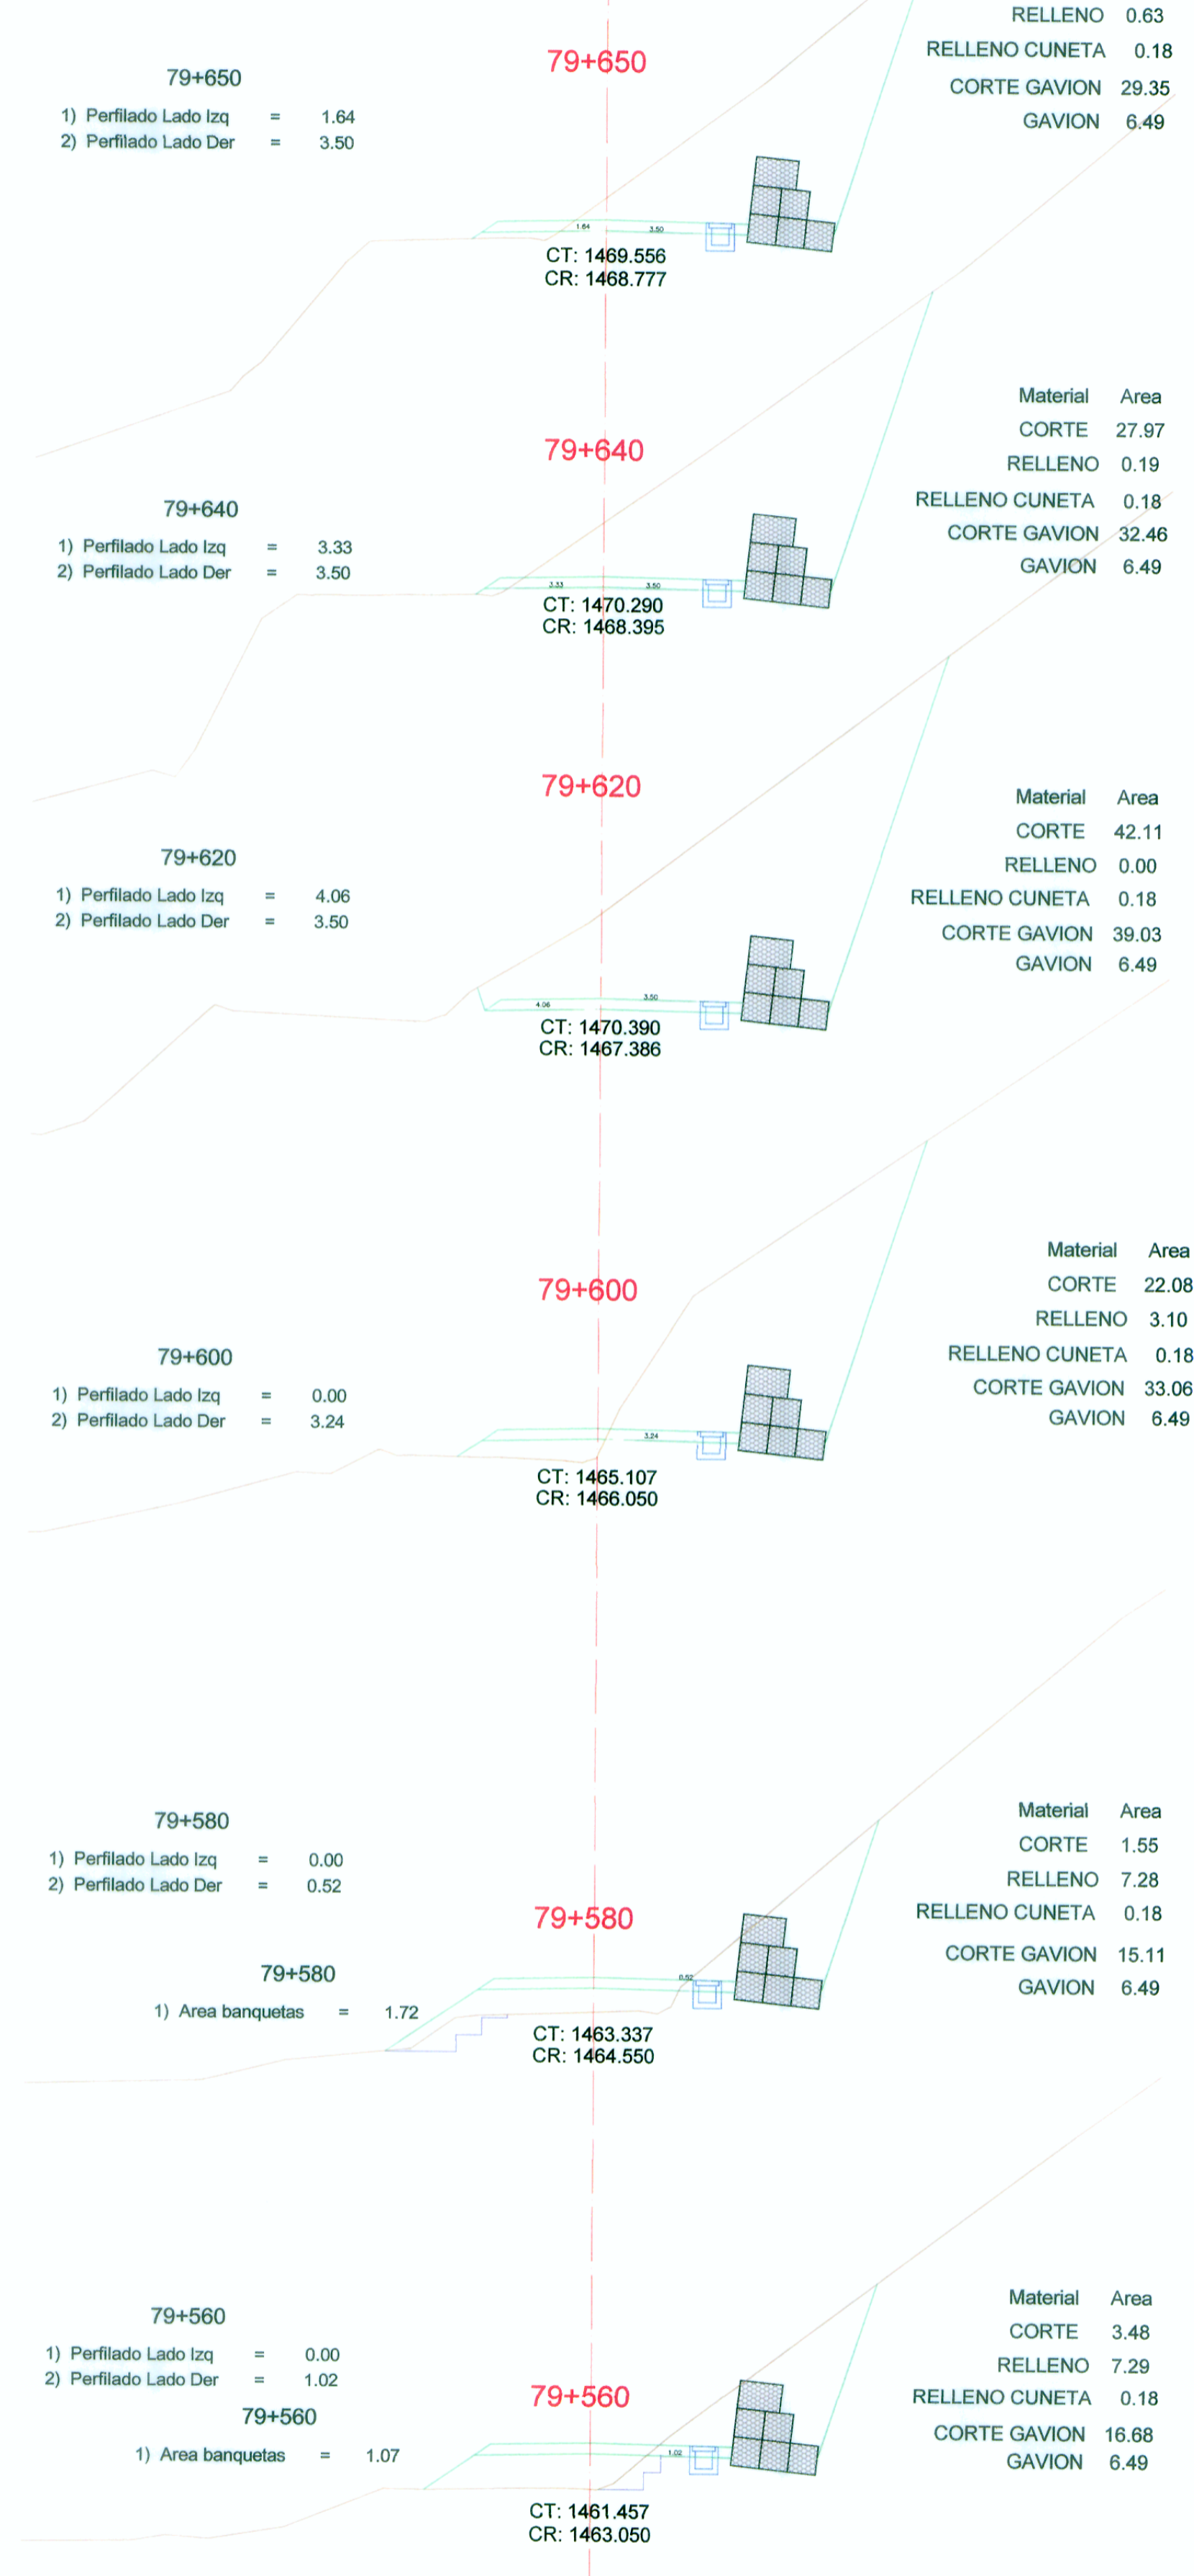 RELLENO 0.63
79+650
RELLENO CUNETA 0.18
79+650
CORTE GAVION 29.35
1) Perfilado Lado Izq = 1.64
GAVION 6.49
2) Perfilado Lado Der = 3.50
1.64 3.50
CT: 1469.556
CR: 1468.777
Material Area
CORTE 27.97
79+640
RELLENO 0.19
RELLENO CUNETA 0.18
79+640
CORTE GAVION 32.46
1) Perfilado Lado Izq = 3.33
GAVION 6.49
2) Perfilado Lado Der = 3.50
3.33 3.50
CT: 1470.290
CR: 1468.395
79+620
Material Area
CORTE 42.11
79+620
RELLENO 0.00
1) Perfilado Lado Izq = 4.06
RELLENO CUNETA 0.18
2) Perfilado Lado Der = 3.50
CORTE GAVION 39.03
GAVION 6.49
4.06 3.50
CT: 1470.390
CR: 1467.386
Material Area
79+600
CORTE 22.08
RELLENO 3.10
79+600
RELLENO CUNETA 0.18
1) Perfilado Lado Izq = 0.00
CORTE GAVION 33.06
2) Perfilado Lado Der = 3.24
GAVION 6.49
3.24
CT: 1465.107
CR: 1466.050
Material Area
79+580
CORTE 1.55
1) Perfilado Lado Izq = 0.00
RELLENO 7.28
2) Perfilado Lado Der = 0.52
RELLENO CUNETA 0.18
79+580
CORTE GAVION 15.11
79+580
0.52
GAVION 6.49
1) Area banquetas = 1.72
CT: 1463.337
CR: 1464.550
Material Area
79+560
CORTE 3.48
1) Perfilado Lado Izq = 0.00
RELLENO 7.29
2) Perfilado Lado Der = 1.02
79+560
RELLENO CUNETA 0.18
79+560
CORTE GAVION 16.68
1) Area banquetas = 1.07
1.02
GAVION 6.49
CT: 1461.457
CR: 1463.050